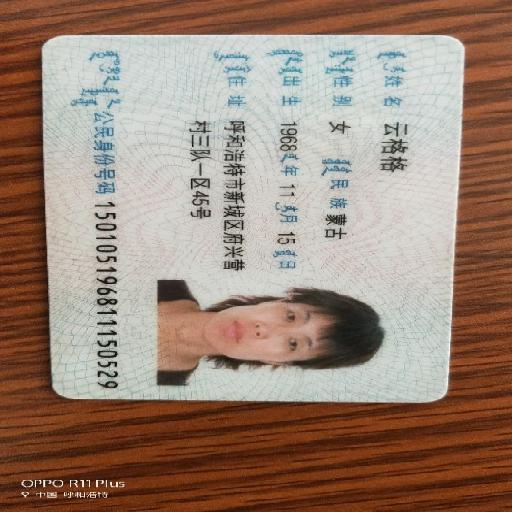 姓名 云格格
性别 女 民族 蒙古
出生 1968 年 11 月 15 日
住址 呼和浩特市新城区府兴营
村三队一区45号
公民身份号码 150105196811150529
OPPO R11 Plus
中国 呼和浩特